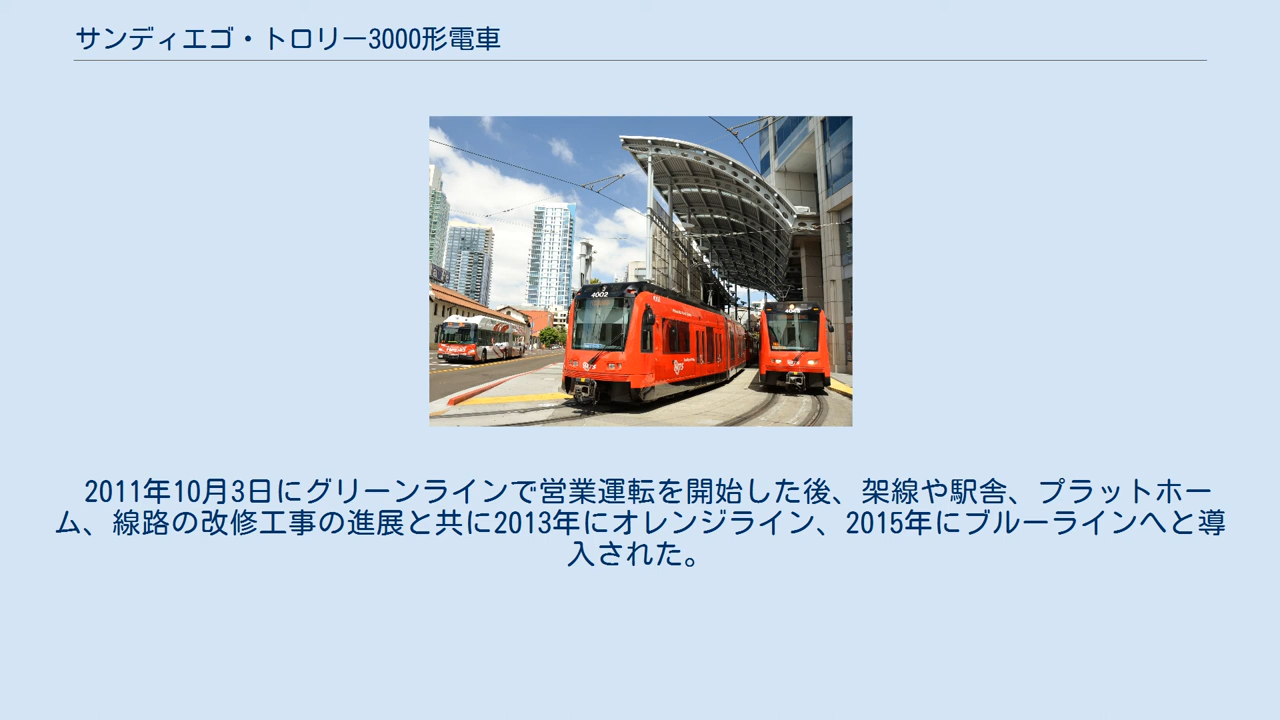 サンディエゴ・トロリー3000形電車
4002
2011年10月3日にグリーンラインで営業運転を開始した後、架線や駅舎、プラットホー
ム、線路の改修工事の進展と共に2013年にオレンジライン、2015年にブルーラインへと導
入された。